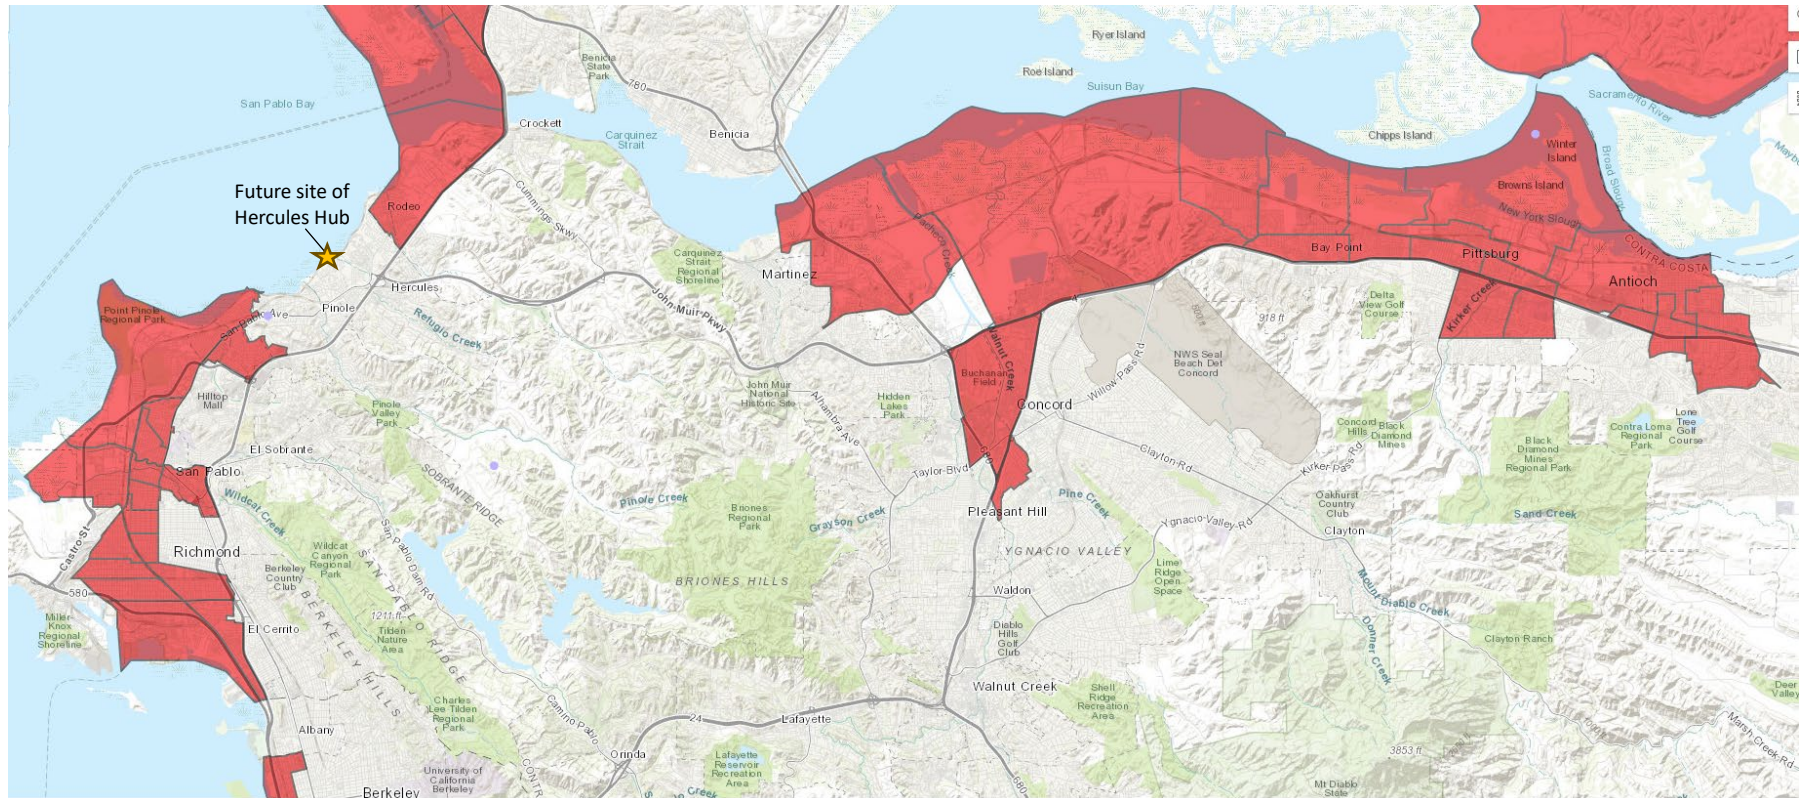 Ryer Island
Roe Island
Suisun Bay
Benicia
State
Park
780
San Pablo Bay
Sacramento River
Crockett
Carquinez
Strait
Benicia
Chipps Island
Winter
Island
Broad Slough
Browns Island
New York Slough
Future site of
Hercules Hub
Rodeo
Cummings Skwy
Pacheco Creek
CONTRA COSTA
Bay Point
Pittsburg
Antioch
Carquinez
Strait
Regional
Shoreline
Martinez
Hercules
John-Muir Pkwy
Pinole
Point Pinole
Regional Park
San-Pablo Ave
Refugio Creek
Delta
View Golf
Course
Kirker Creek
918 ft
500 ft
4
Walnut Creek
Willow Pass Rd
NWS Seal
Beach Det
Concord
Buchanan
Field
Hilltop
Mall
Pinole
Valley
Park
John Muir
National
Historic Site
Hidden
Lakes
Park
Alhambra Ave
Concord
Concord
Hills
Black
Diamond
Mines
Black
Diamond
Mines
Regional Park
Contra Loma
Regional
Park
Lone
Tree
Golf
Course
El Sobrante
San Pablo
SOBRANTE RIDGE
Taylor-Blvd
680
Clayton-Rd
Kirker-Pass Rd
Wildcat Creek
Pinole Creek
Briones
Regional
Park
Grayson Creek
Pine Creek
Pleasant Hill
Ygnacio-Valley-Rd
Oakhurst
Country
Club
Clayton
Sand Creek
Castro-St
Richmond
San Pablo Dam Rd
Wildcat
Canyon
Regional
Park
SAN PABLO RIDGE
Berkeley
Country
Club
BERKELEY HILLS
BRIONES HILLS
YGNACIO VALLEY
Lime
Ridge
Open
Space
Mount Diablo Creek
580
Waldon
Miller-
Knox
Regional
Shoreline
1211 ft
El Cerrito
Tilden
Nature
Area
Diablo
Hills
Golf
Club
Donner Creek
Clayton Ranch
Walnut Creek
Shell
Ridge
Recreation
Area
Deer
Valley
Charles
Lee Tilden
Regional
Park
Camino Pablo
24
Lafayette
Marsh Creek Rd
Albany
Orinda
Lafayette
Reservoir
Recreation
Area
3853 ft
University of
California
Berkeley
CONTR
680
Mt Diablo
State
Berkeley
Creek